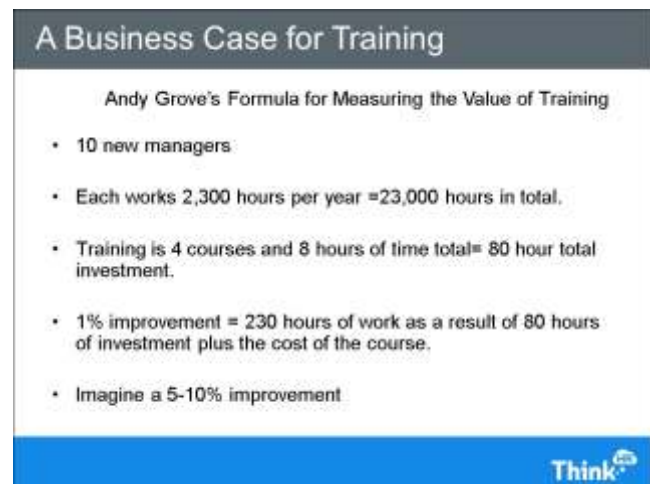 A Business Case for Training
Andy Grove's Formula for Measuring the Value of Training
• 10 new managers
• Each works 2,300 hours per year =23,000 hours in total.
• Training is 4 courses and 8 hours of time total= 80 hour total
investment.
• 1% improvement = 230 hours of work as a result of 80 hours
of investment plus the cost of the course.
• Imagine a 5-10% improvement
Think HR